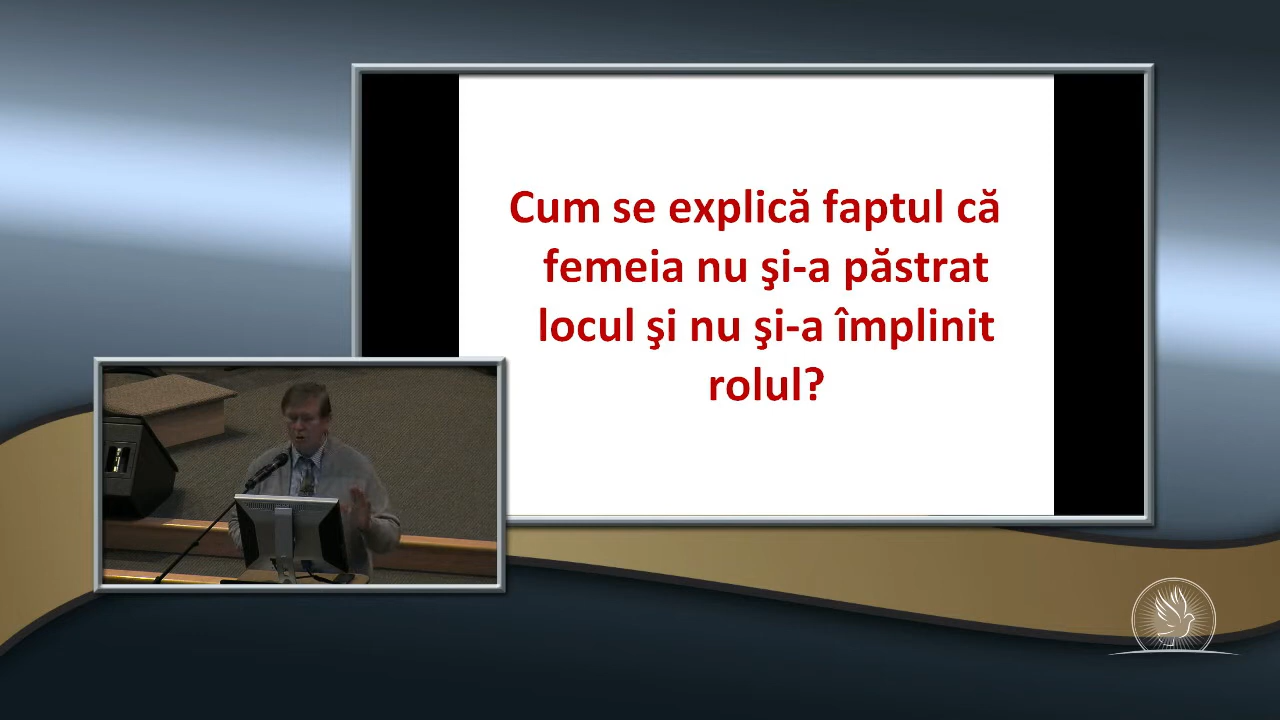 Cum se explică faptul că
femeia nu şi-a păstrat
locul şi nu şi-a împlinit
rolul?